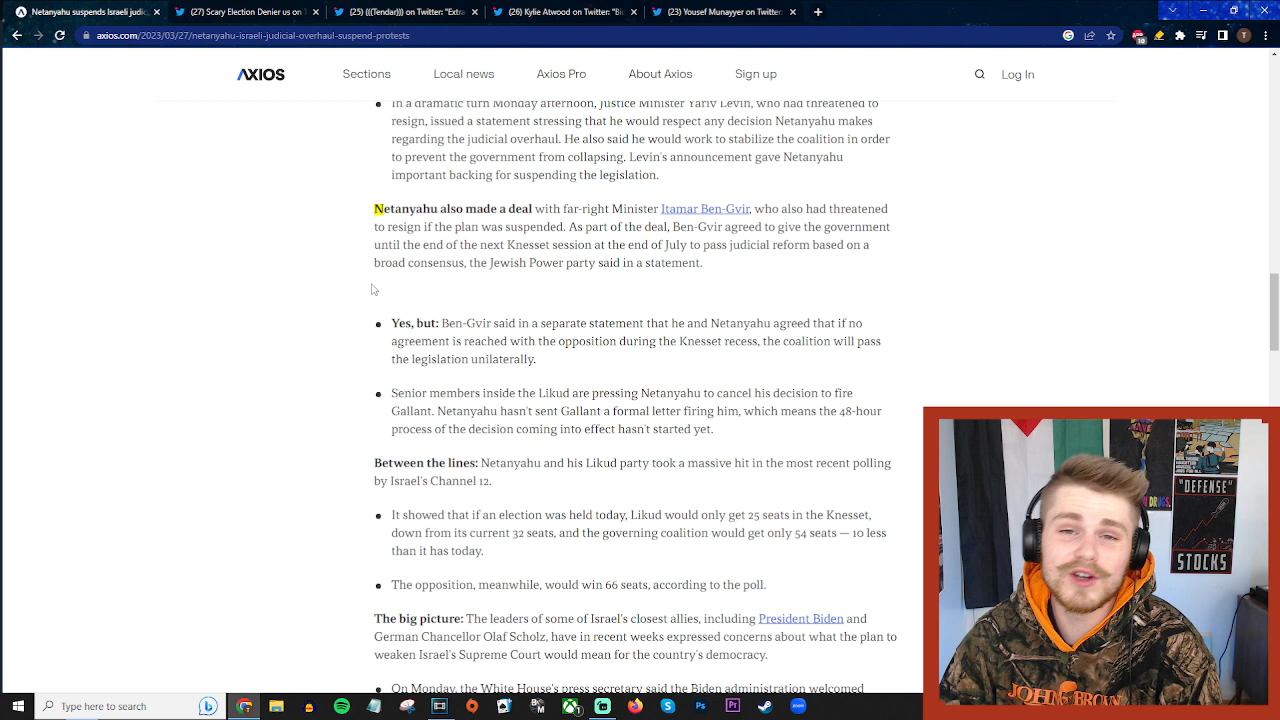 Netanyahu suspends Israeli judic
(27) Scary Election Denier us on T
(25) (((Tendar))) on Twitter: "Extra
(26) Kylie Atwood on Twitter: "Bi
(23) Yousef Munayyer on Twitter:
axios.com/2023/03/27/netanyahu-israeli-judicial-overhaul-suspend-protests
10
T
AXIOS
Sections
Local news
Axios Pro
About Axios
Sign up
Log In
In a dramatic turn Monday afternoon, Justice Minister Yariv Levin, who had threatened to
resign, issued a statement stressing that he would respect any decision Netanyahu makes
regarding the judicial overhaul. He also said he would work to stabilize the coalition in order
to prevent the government from collapsing. Levin's announcement gave Netanyahu
important backing for suspending the legislation.
Netanyahu also made a deal with far-right Minister Itamar Ben-Gvir, who also had threatened
to resign if the plan was suspended. As part of the deal, Ben-Gvir agreed to give the government
until the end of the next Knesset session at the end of July to pass judicial reform based on a
broad consensus, the Jewish Power party said in a statement.
Yes, but: Ben-Gvir said in a separate statement that he and Netanyahu agreed that if no
agreement is reached with the opposition during the Knesset recess, the coalition will pass
the legislation unilaterally.
Senior members inside the Likud are pressing Netanyahu to cancel his decision to fire
Gallant. Netanyahu hasn't sent Gallant a formal letter firing him, which means the 48-hour
process of the decision coming into effect hasn't started yet.
Between the lines: Netanyahu and his Likud party took a massive hit in the most recent polling
by Israel's Channel 12.
It showed that if an election was held today, Likud would only get 25 seats in the Knesset,
down from its current 32 seats, and the governing coalition would get only 54 seats — 10 less
than it has today.
The opposition, meanwhile, would win 66 seats, according to the poll.
The big picture: The leaders of some of Israel's closest allies, including President Biden and
German Chancellor Olaf Scholz, have in recent weeks expressed concerns about what the plan to
weaken Israel's Supreme Court would mean for the country's democracy.
On Monday, the White House's press secretary said the Biden administration welcomed
"DEFENSE"
STOCKS
JOHN BROWN
Type here to search